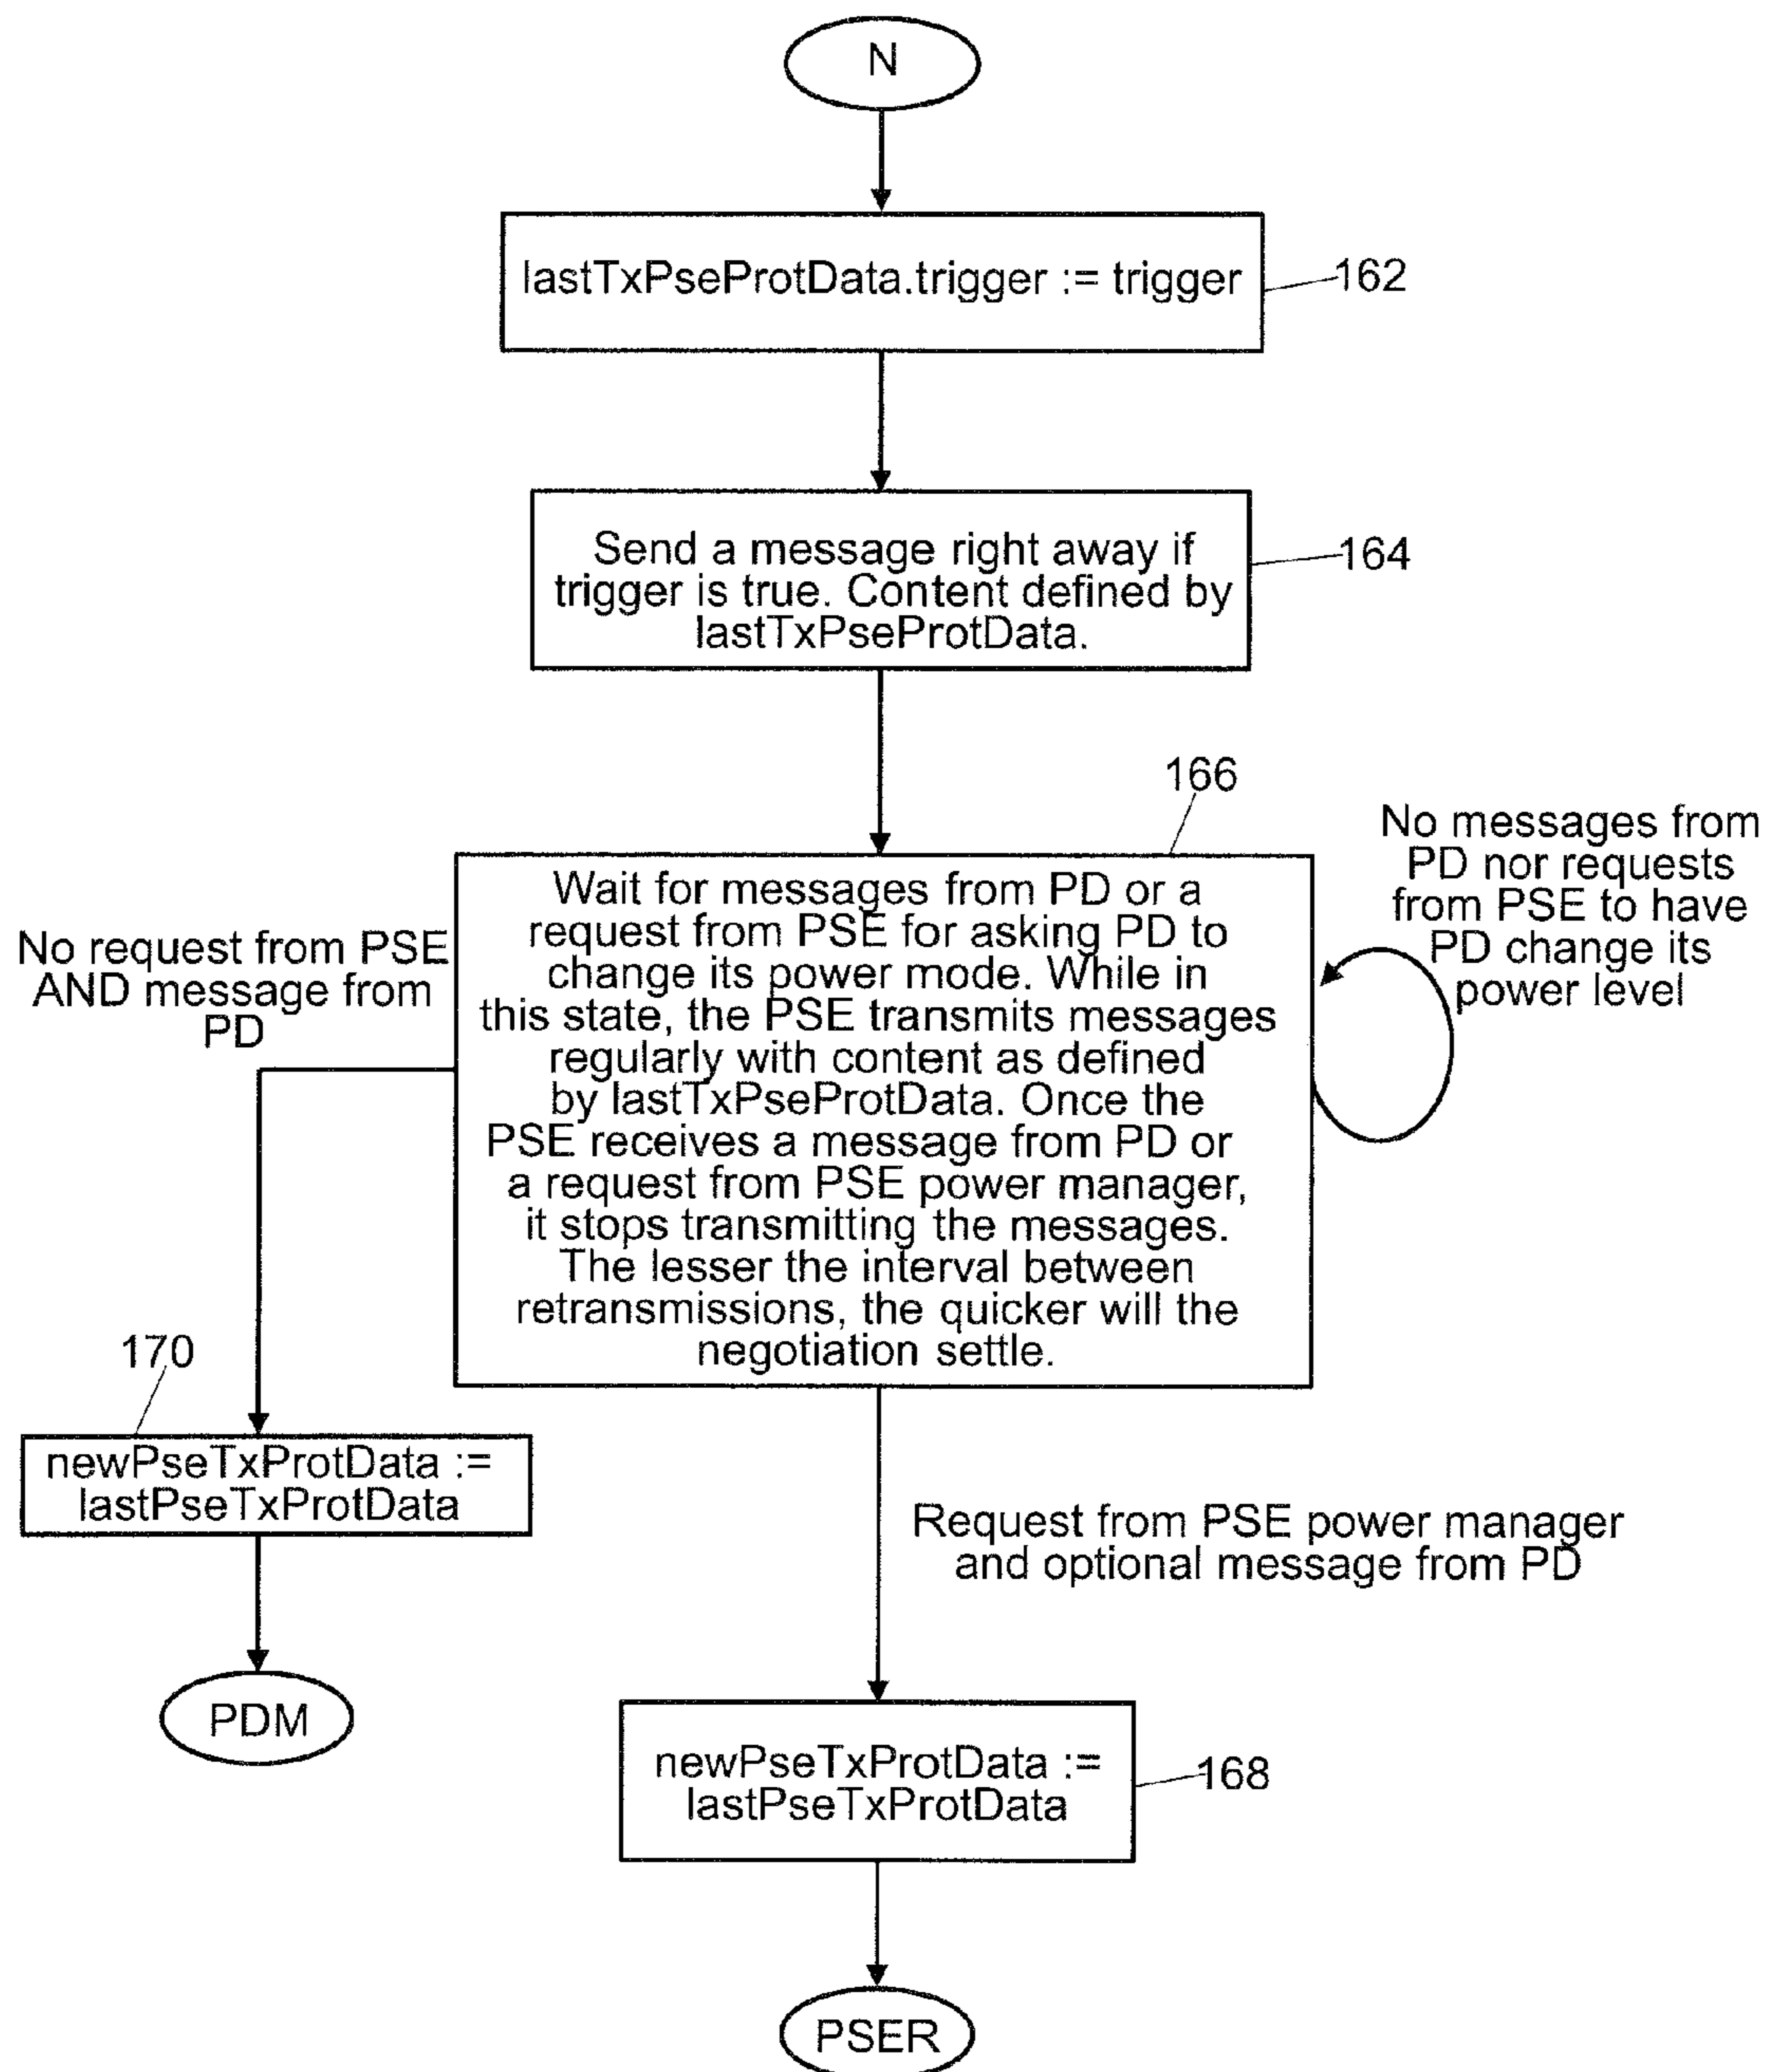 N
lastTxPseProtData.trigger := trigger
162
Send a message right away if
trigger is true. Content defined by
lastTxPseProtData.
164
166
No messages from
PD nor requests
from PSE to have
PD change its
power level
Wait for messages from PD or a
request from PSE for asking PD to
change its power mode. While in
this state, the PSE transmits messages
regularly with content as defined
by lastTxPseProtData. Once the
PSE receives a message from PD or
a request from PSE power manager,
it stops transmitting the messages.
The lesser the interval between
retransmissions, the quicker will the
negotiation settle.
No request from PSE
AND message from
PD
170
newPseTxProtData :=
lastPseTxProtData
PDM
Request from PSE power manager
and optional message from PD
newPseTxProtData :=
lastPseTxProtData
168
PSER